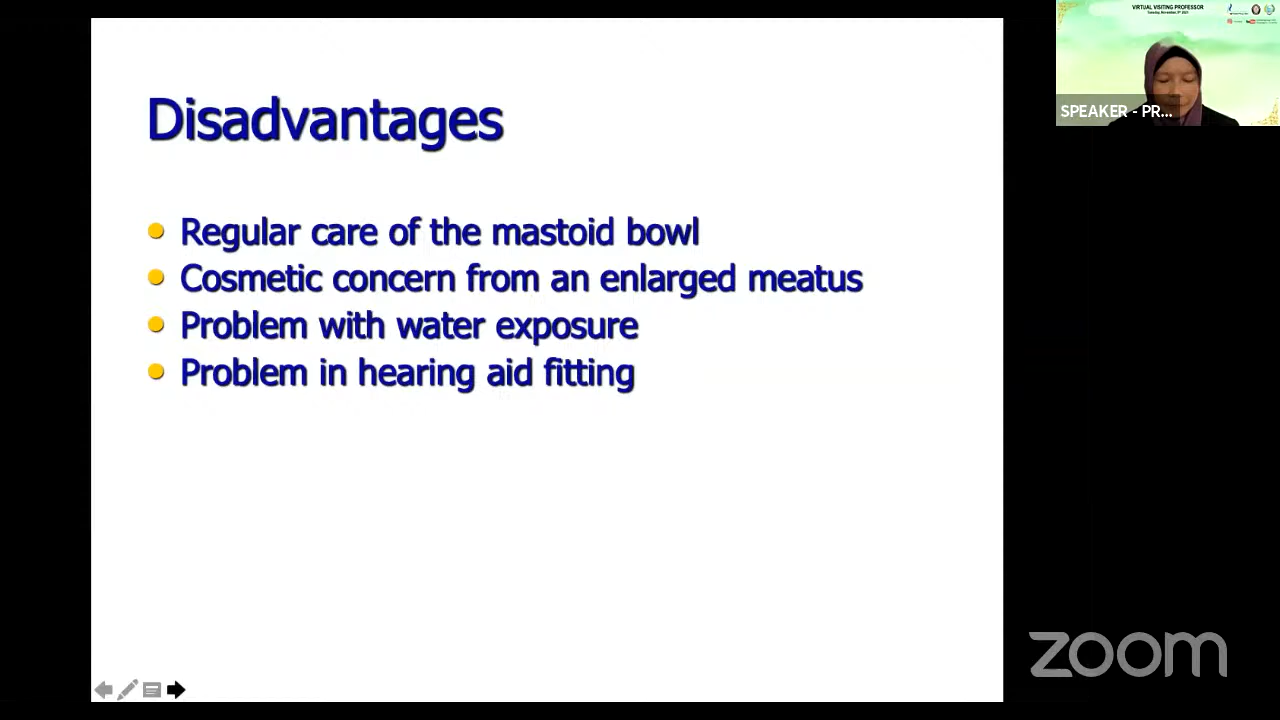 Disadvantages
Regular care of the mastoid bowl
Cosmetic concern from an enlarged meatus
Problem with water exposure
Problem in hearing aid fitting
VIRTUAL VISITING PROFESSOR
SPEAKER - PR...
zoom